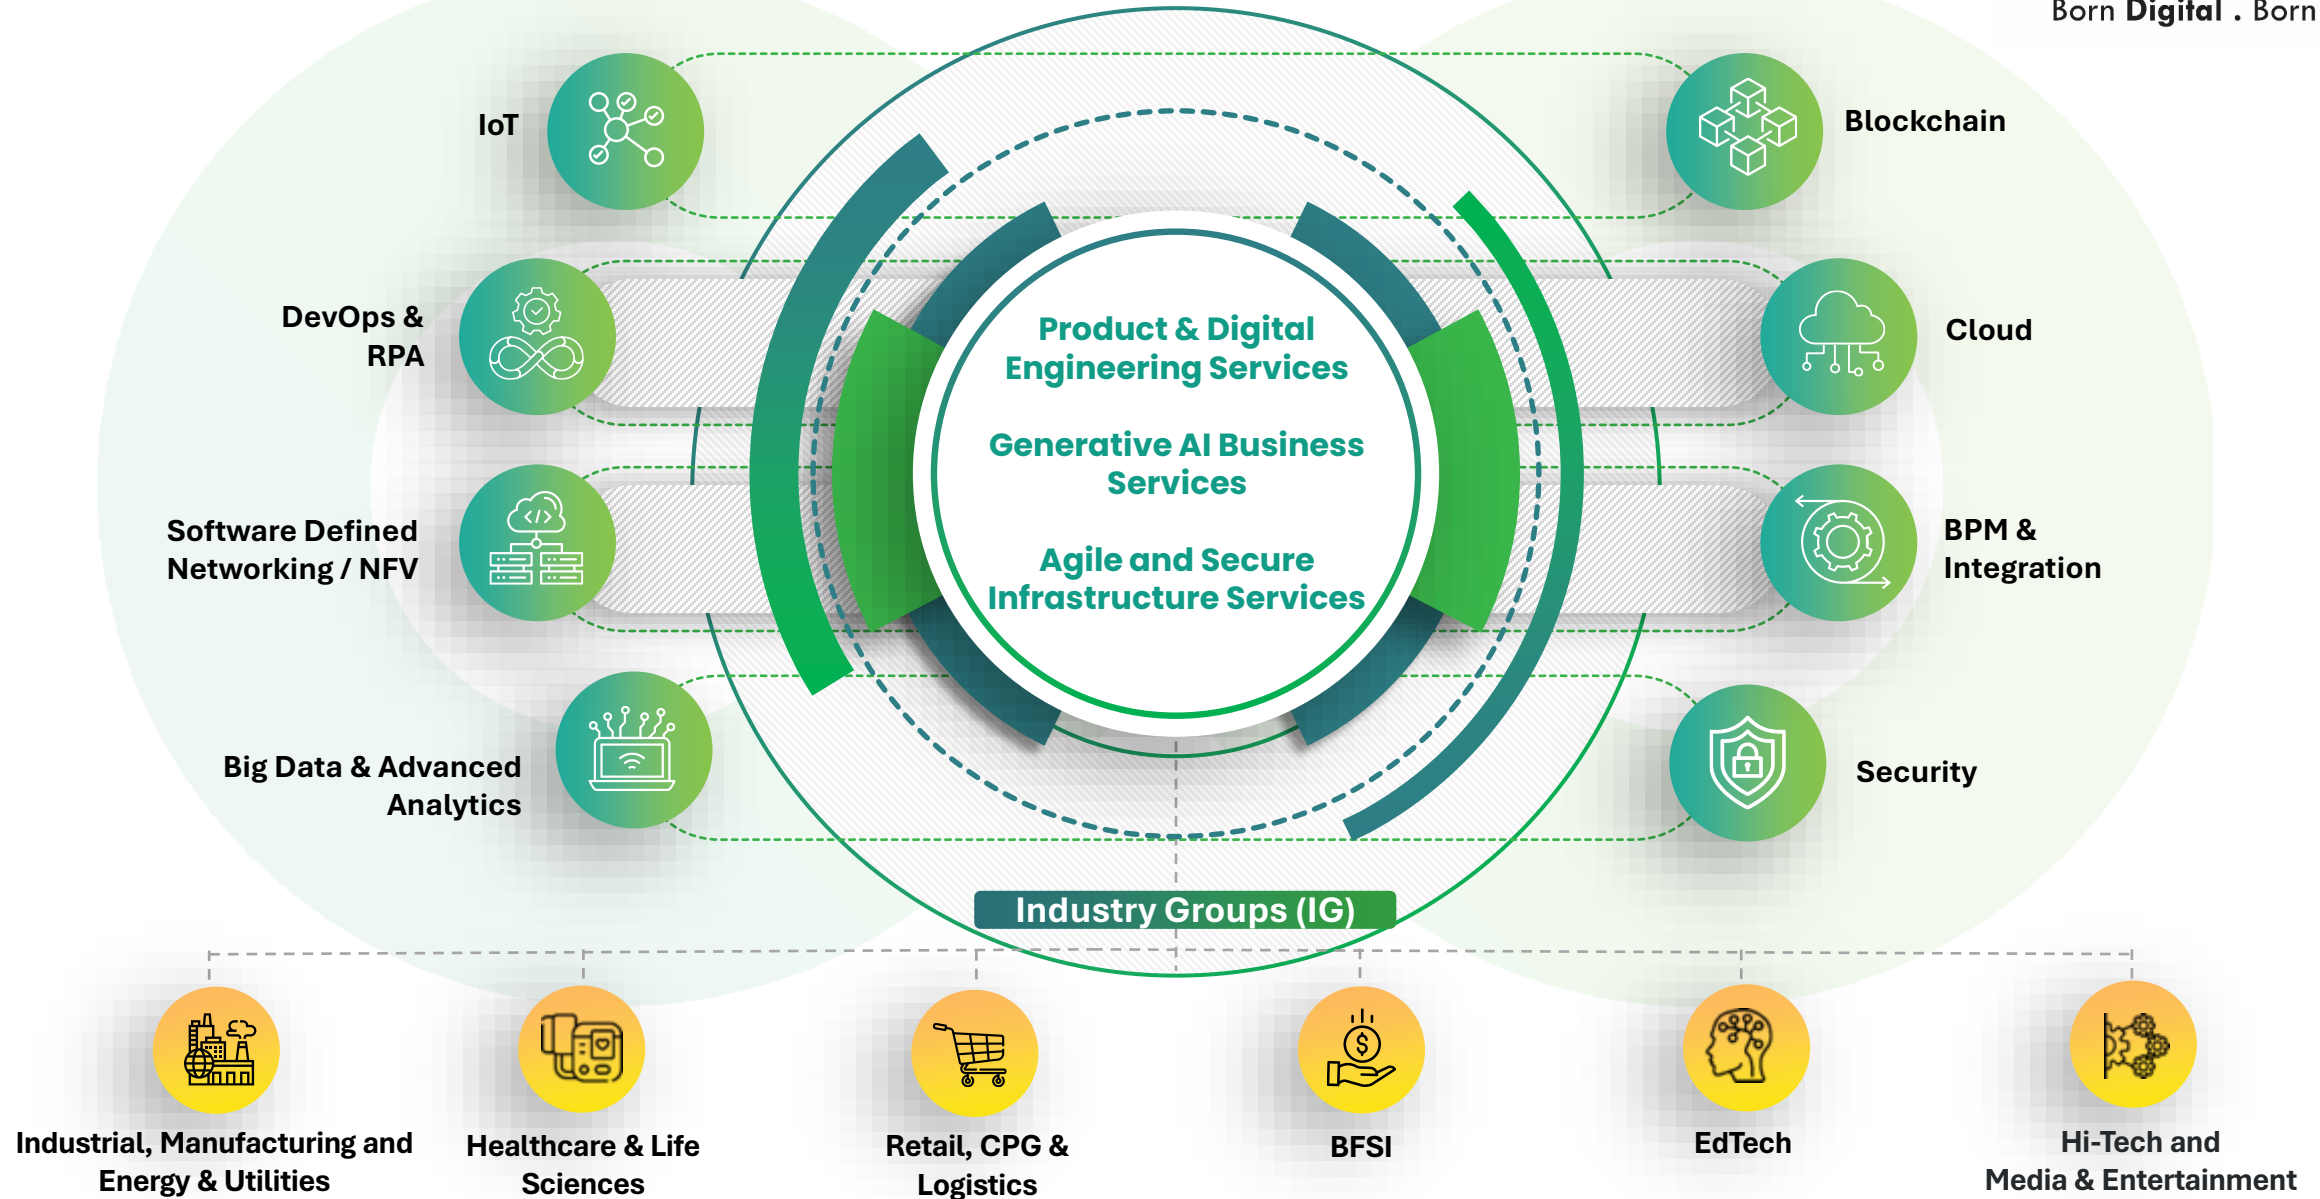 Born Digital . Born
IoT
Blockchain
DevOps &
RPA
Cloud
Product & Digital
Engineering Services
Generative AI Business
Services
Agile and Secure
Infrastructure Services
Software Defined
Networking / NFV
BPM &
Integration
Big Data & Advanced
Analytics
Security
Industry Groups (IG)
Industrial, Manufacturing and
Energy & Utilities
Healthcare & Life
Sciences
Retail, CPG &
Logistics
BFSI
EdTech
Hi-Tech and
Media & Entertainment